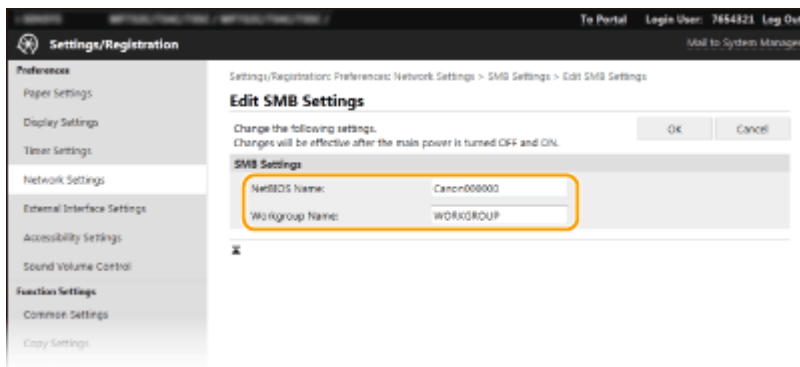 To Portal Login User: 7654321 Log Out
Settings/Registration
Mail to System Manager
Preferences
Paper Settings
Display Settings
Timer Settings
Network Settings
External Interface Settings
Accessibility Settings
Sound Volume Control
Function Settings
Common Settings
Copy Settings
Settings/Registration: Preferences: Network Settings > SMB Settings > Edit SMB Settings
Edit SMB Settings
Change the following settings.
Changes will be effective after the main power is turned OFF and ON.
OK Cancel
SMB Settings
NetBIOS Name: Canon000000
Workgroup Name: WORKGROUP